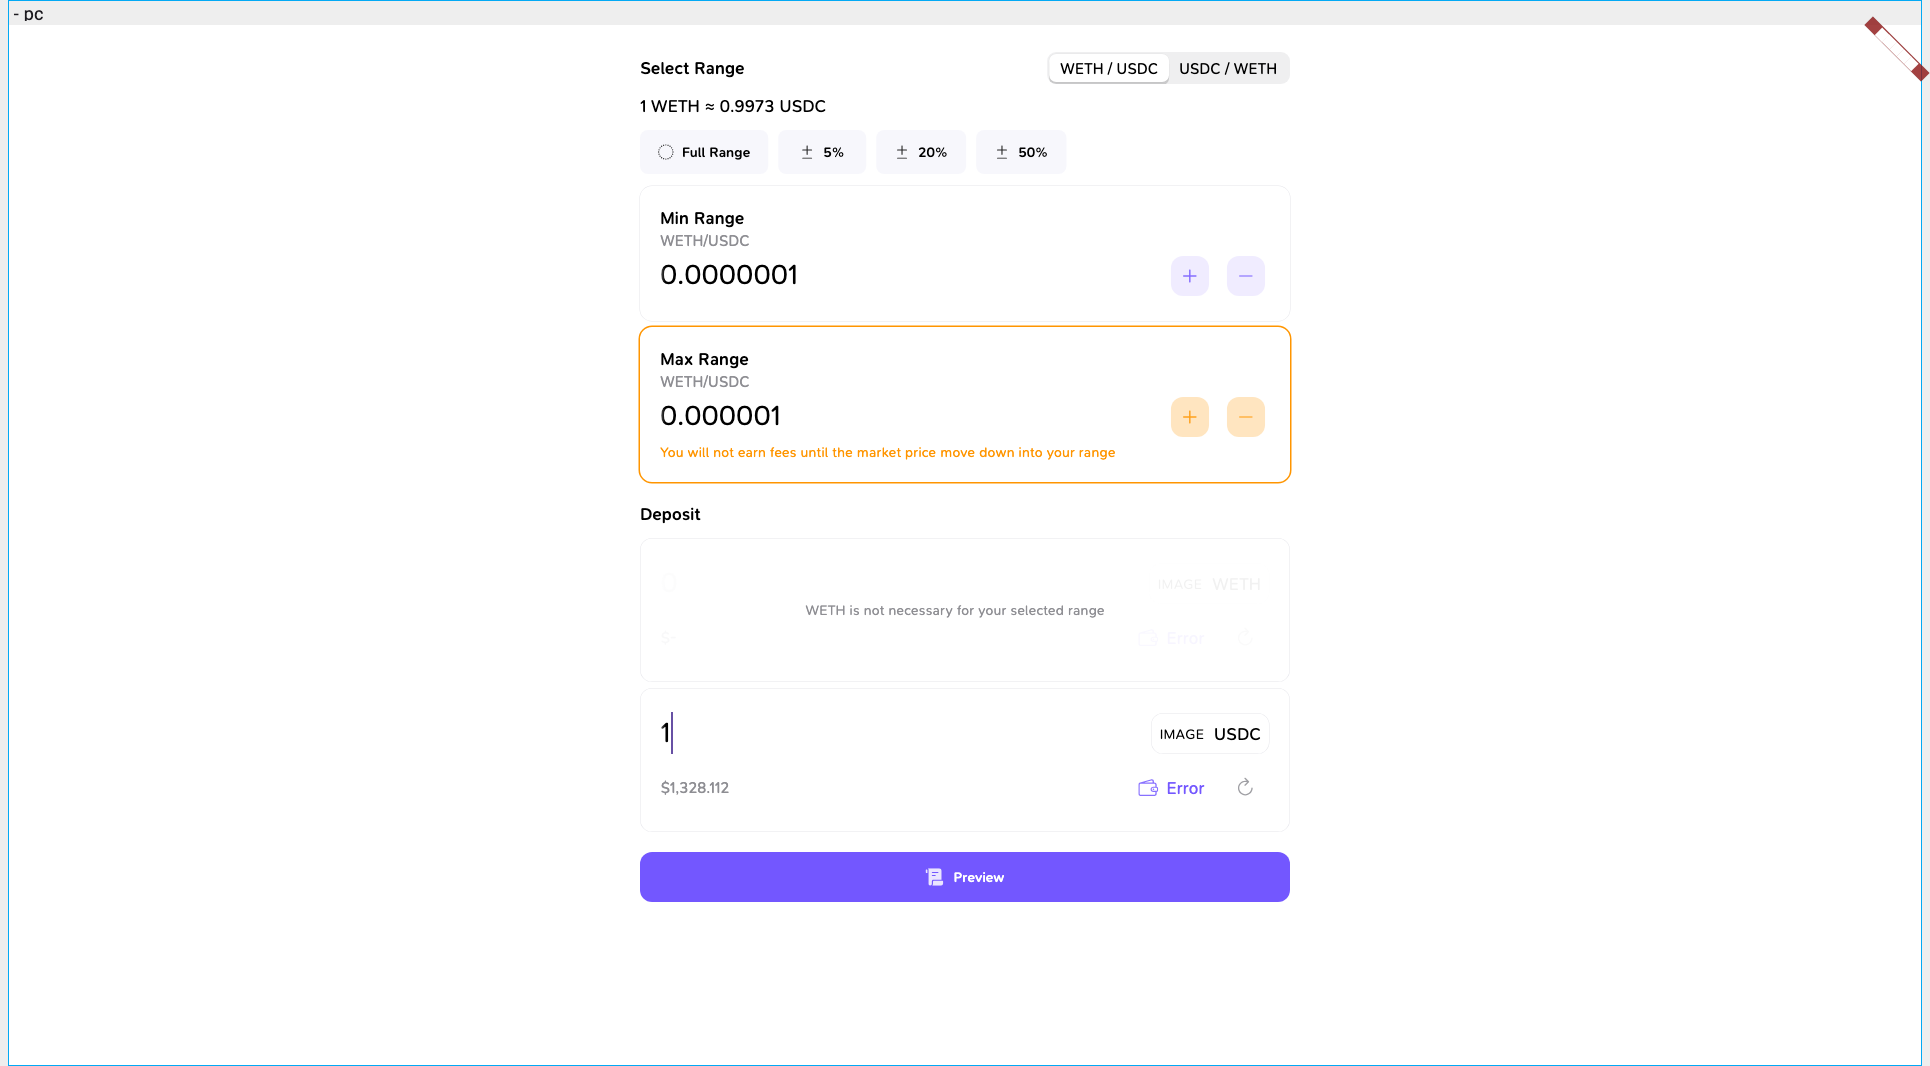 - pc
Select Range
WETH / USDC USDC / WETH
1 WETH ≈ 0.9973 USDC
Full Range ± 5% ± 20% ± 50%
Min Range
WETH/USDC
0.0000001
+ −
Max Range
WETH/USDC
0.000001
+ −
You will not earn fees until the market price move down into your range
Deposit
0 IMAGE WETH
WETH is not necessary for your selected range
$- Error
1 IMAGE USDC
$1,328.112 Error
Preview